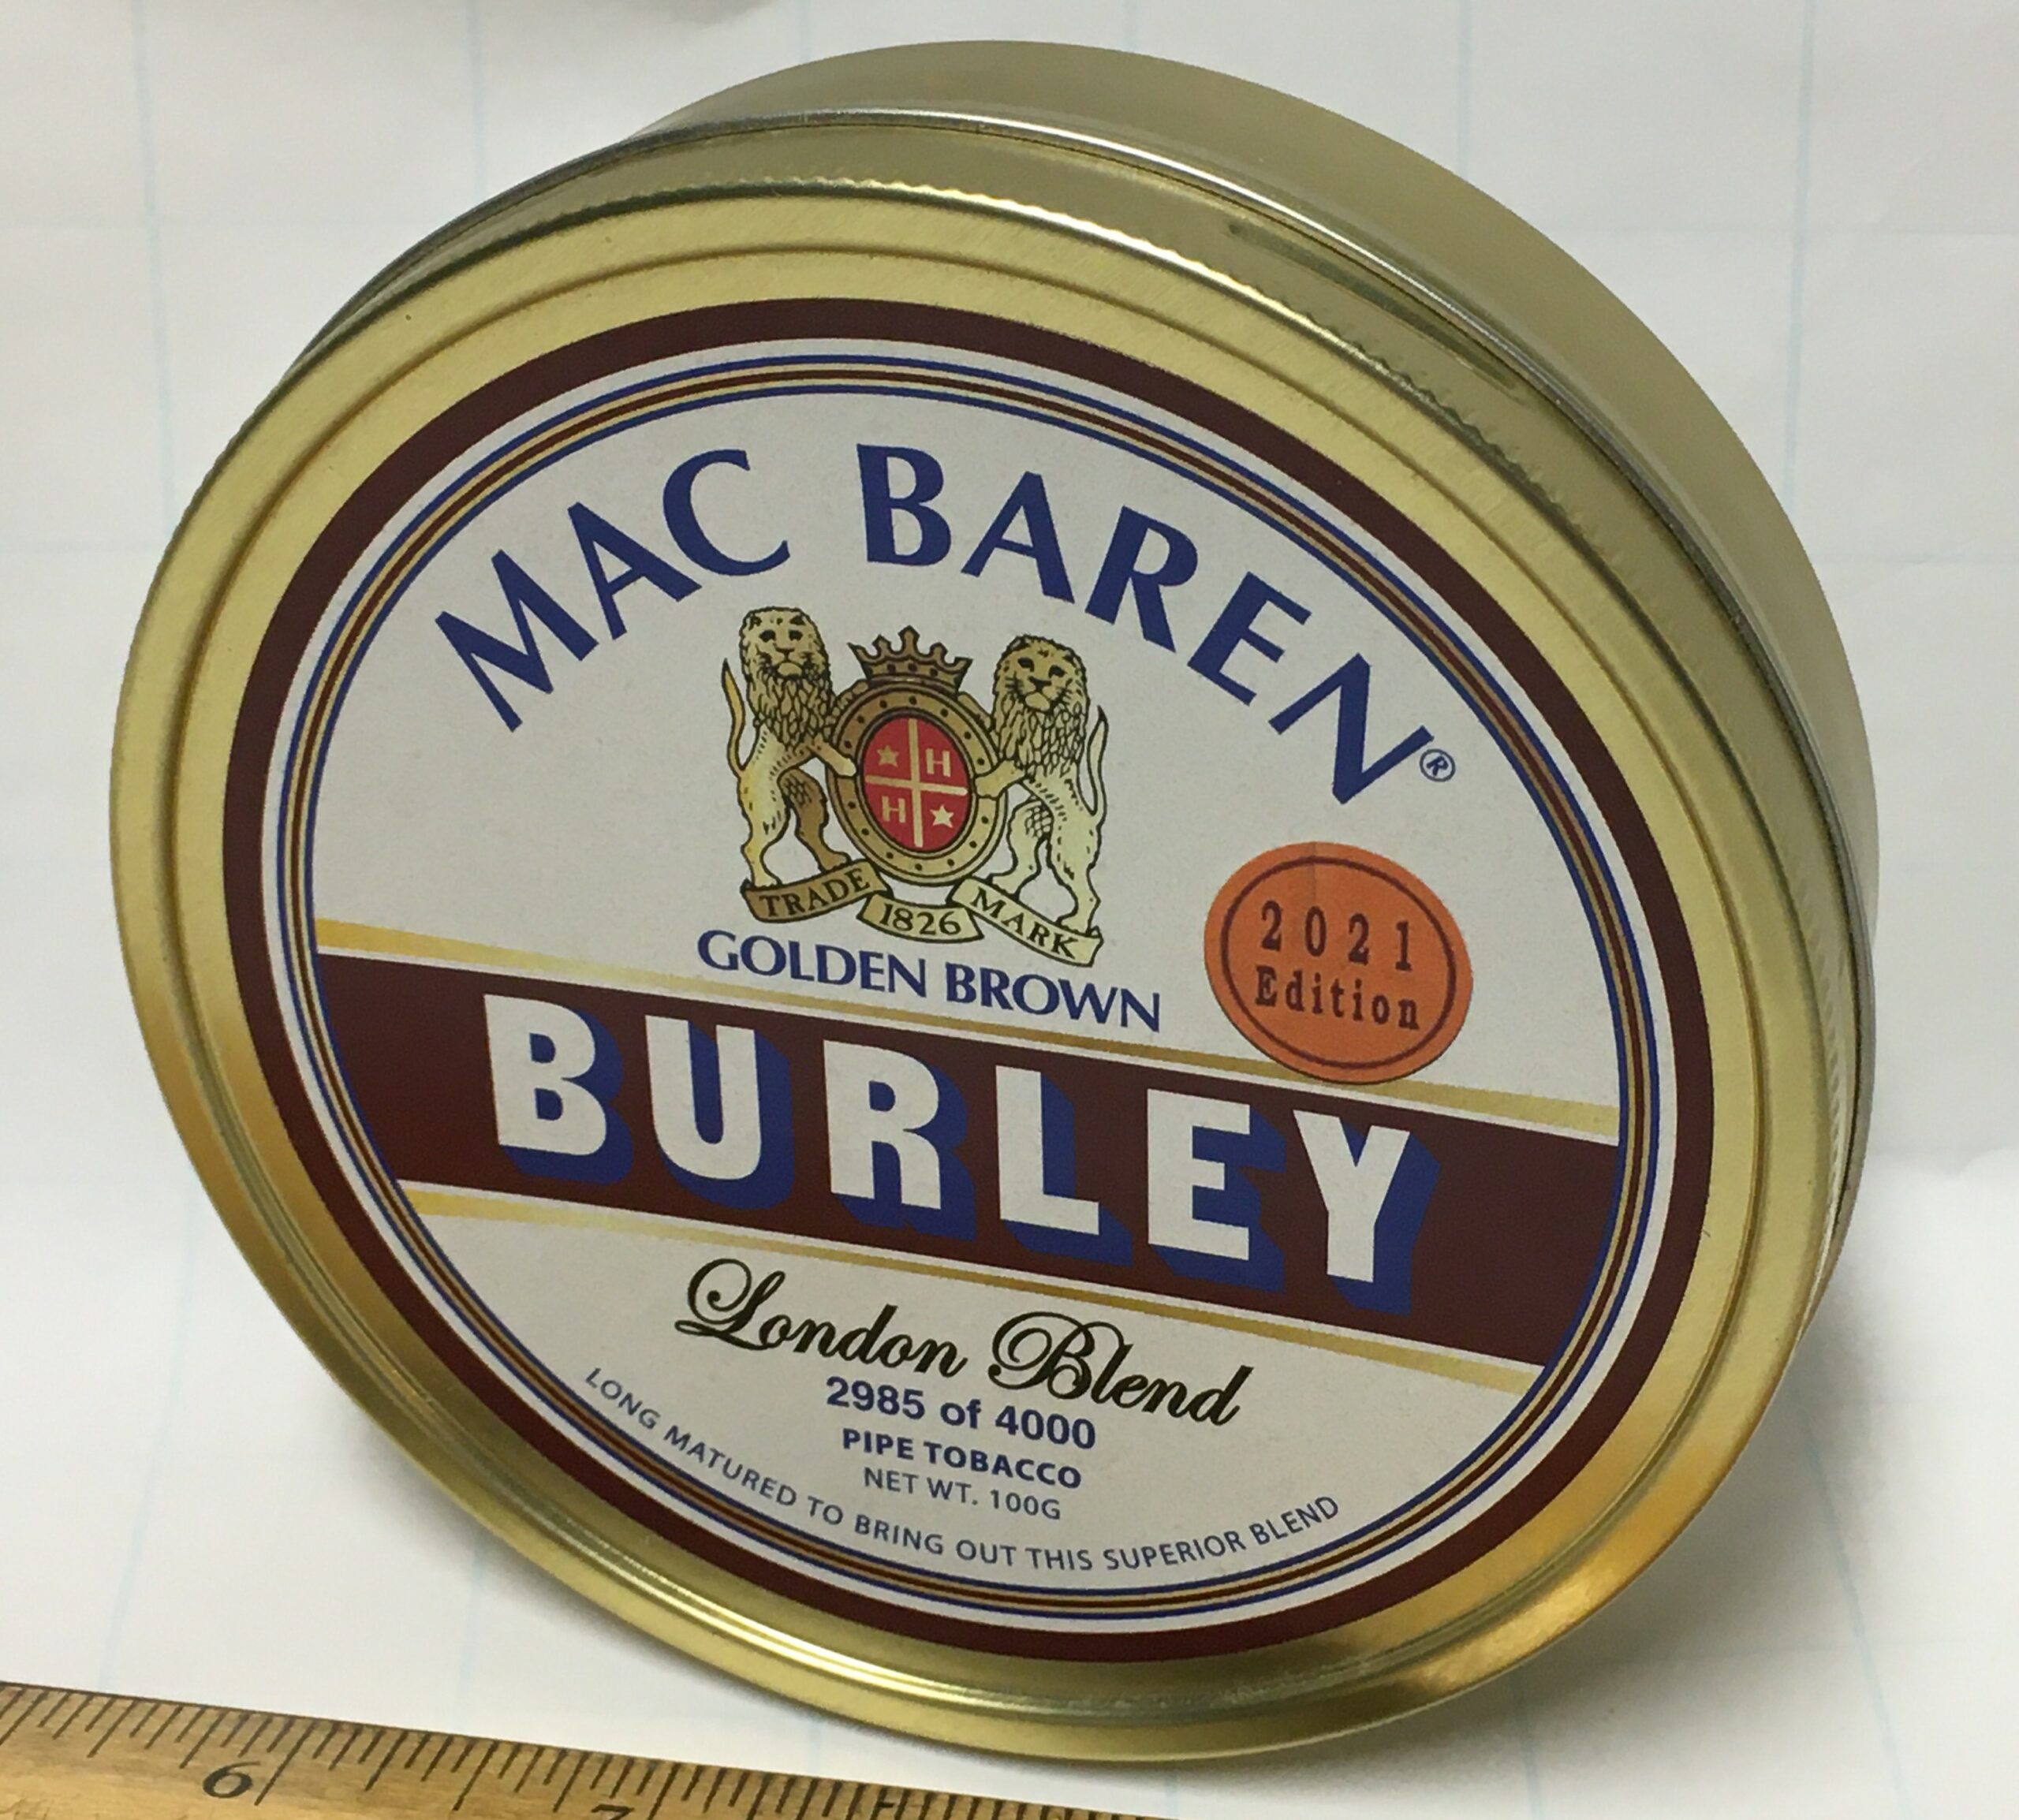 MAC BAREN®
H
H
TRADE 1826 MARK
GOLDEN BROWN
2021
Edition
BURLEY
London Blend
2985 of 4000
PIPE TOBACCO
NET WT. 100G
LONG MATURED TO BRING OUT THIS SUPERIOR BLEND
6
7